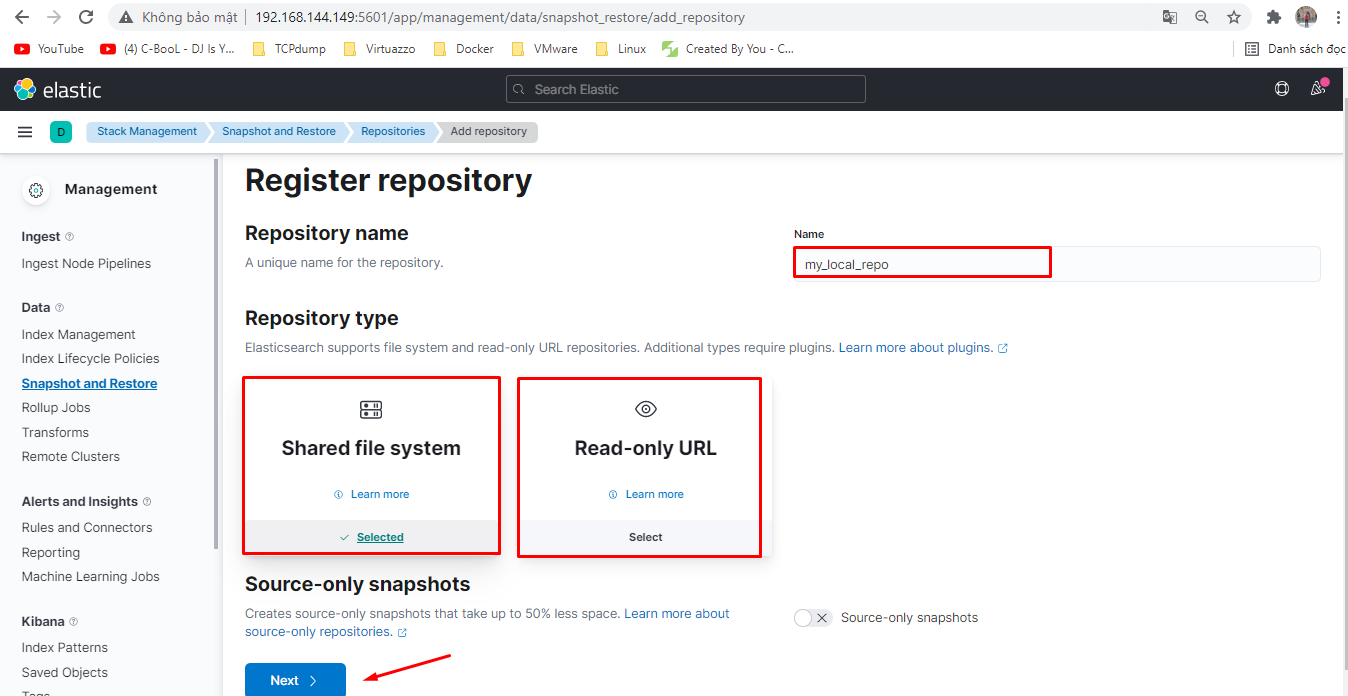 Không bảo mật 192.168.144.149:5601/app/management/data/snapshot_restore/add_repository
YouTube (4) C-BooL - DJ Is Y... TCPdump Virtuazzo Docker VMware Linux Created By You - C... Danh sách đọc
elastic Search Elastic
D Stack Management Snapshot and Restore Repositories Add repository
Management
Ingest
Ingest Node Pipelines
Data
Index Management
Index Lifecycle Policies
Snapshot and Restore
Rollup Jobs
Transforms
Remote Clusters
Alerts and Insights
Rules and Connectors
Reporting
Machine Learning Jobs
Kibana
Index Patterns
Saved Objects
Tags
Register repository
Repository name
A unique name for the repository.
Name
my_local_repo
Repository type
Elasticsearch supports file system and read-only URL repositories. Additional types require plugins. Learn more about plugins.
Shared file system
Learn more
Selected
Read-only URL
Learn more
Select
Source-only snapshots
Creates source-only snapshots that take up to 50% less space. Learn more about
source-only repositories.
Source-only snapshots
Next